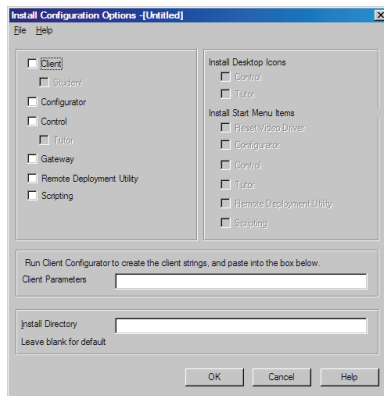 Install Configuration Options -[Untitled]
File Help
Client
Student
Configurator
Control
Tutor
Gateway
Remote Deployment Utility
Scripting
Install Desktop Icons
Control
Tutor
Install Start Menu Items
Reset Video Driver
Configurator
Control
Tutor
Remote Deployment Utility
Scripting
Run Client Configurator to create the client strings, and paste into the box below.
Client Parameters
Install Directory
Leave blank for default
OK Cancel Help